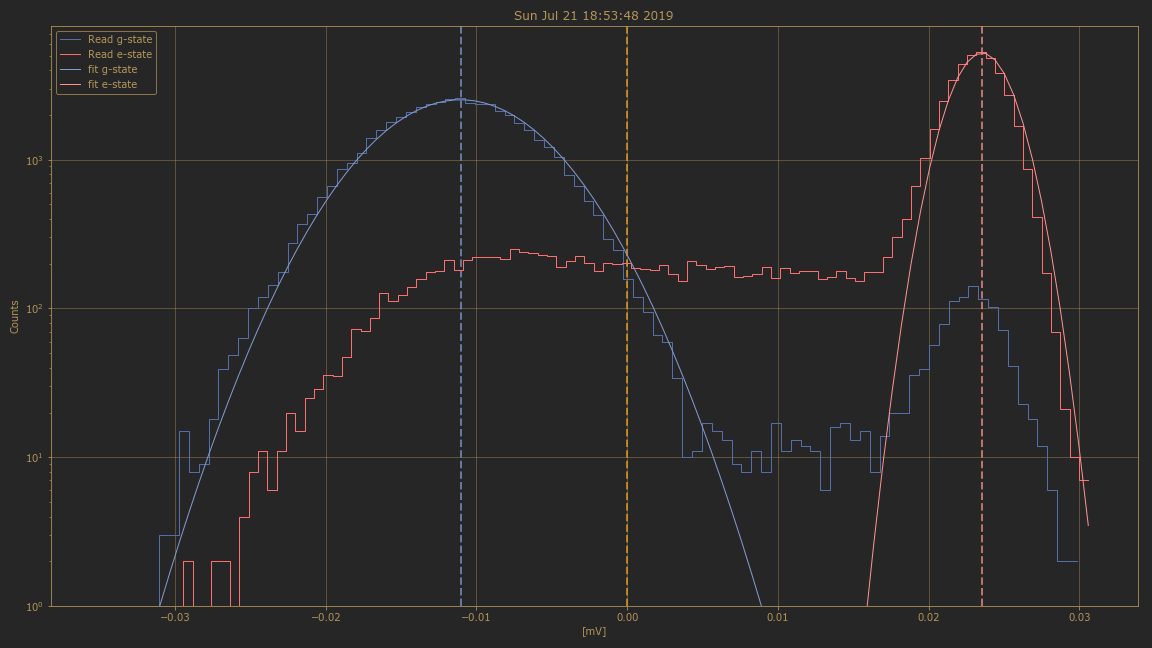 Sun Jul 21 18:53:48 2019
Read g-state
Read e-state
fit g-state
fit e-state
Counts
10³
10²
10¹
10⁰
−0.03
−0.02
−0.01
0.00
0.01
0.02
0.03
[mV]